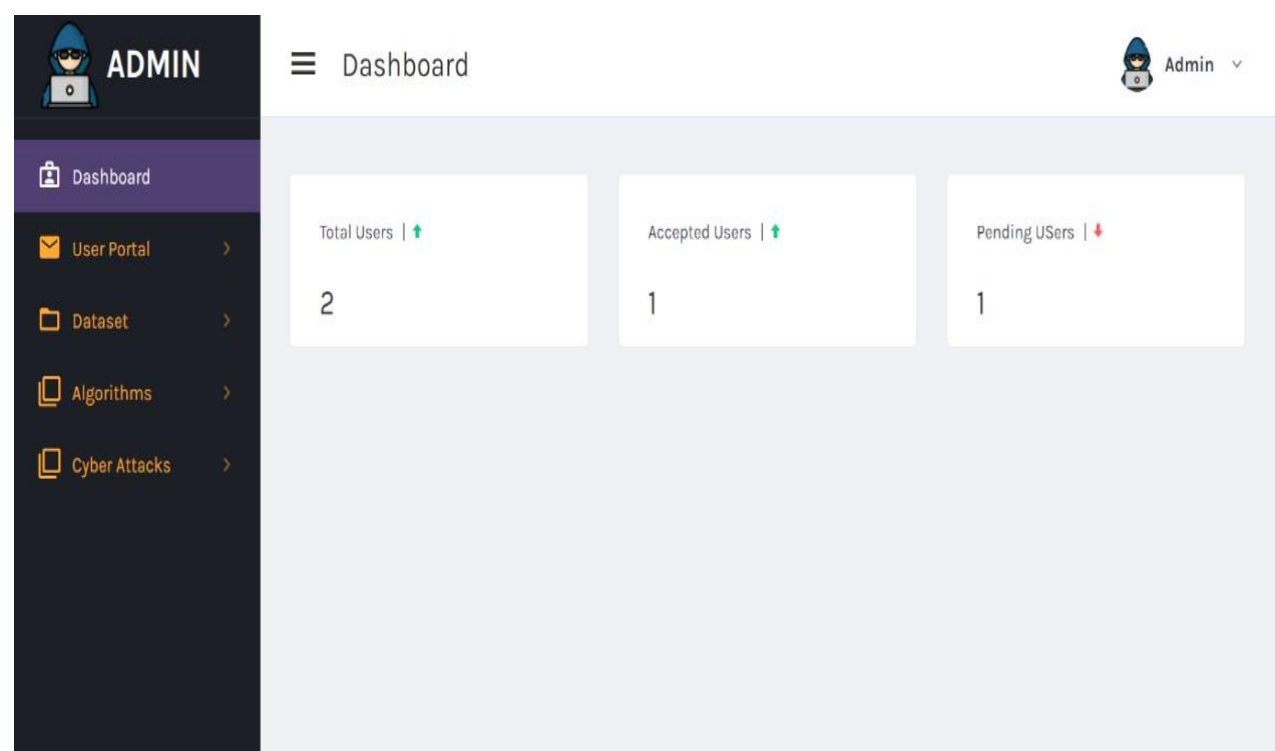 ADMIN
Dashboard
Admin
Dashboard
User Portal
Dataset
Algorithms
Cyber Attacks
Total Users |
2
Accepted Users |
1
Pending USers |
1